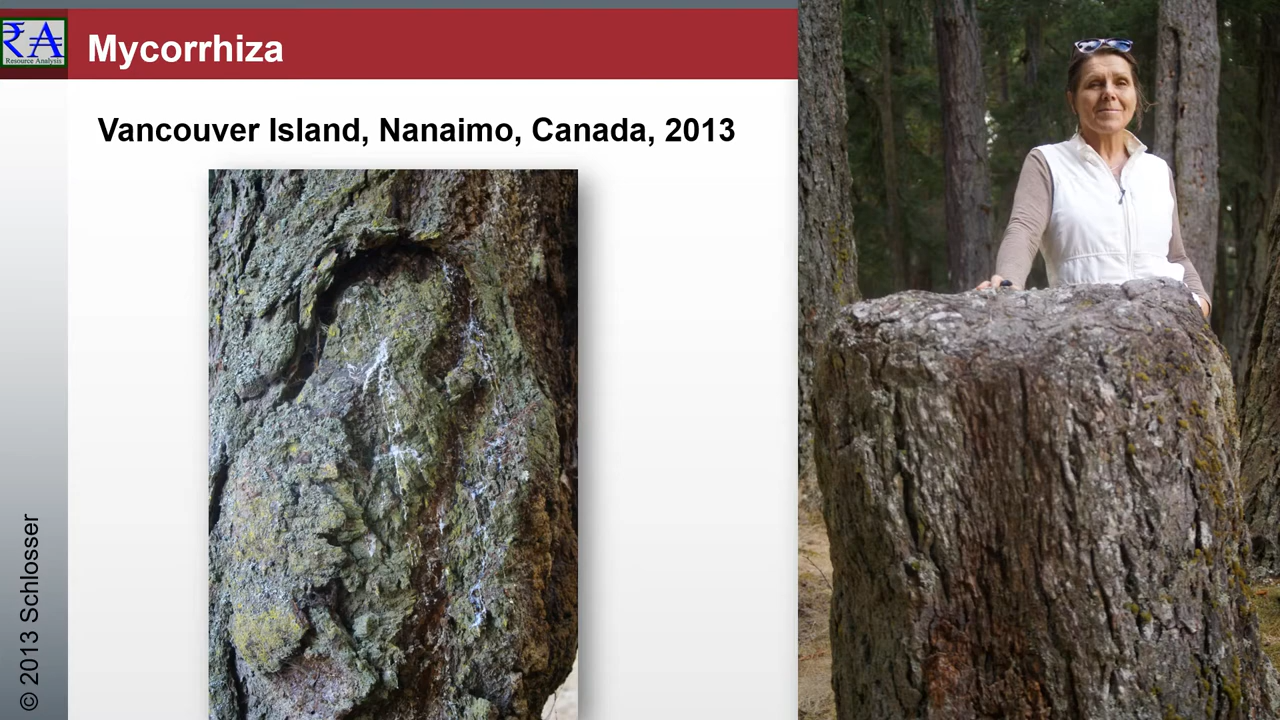 RA
Resource Analysis
Mycorrhiza
Vancouver Island, Nanaimo, Canada, 2013
© 2013 Schlosser